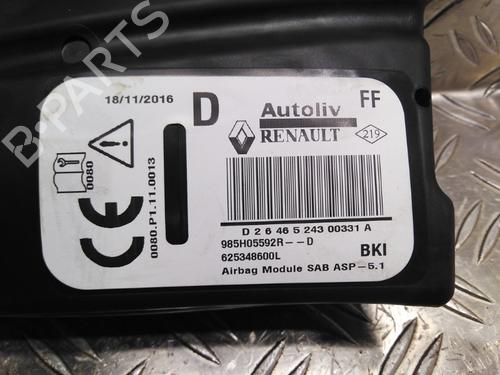 B-PARTS
18/11/2016
D
Autoliv
FF
RENAULT
219
0080
0080.P1.11.0013
CE
D 2 6 46 5 243 00331 A
985H05592R--D
625348600L
BKI
Airbag Module SAB ASP-5.1